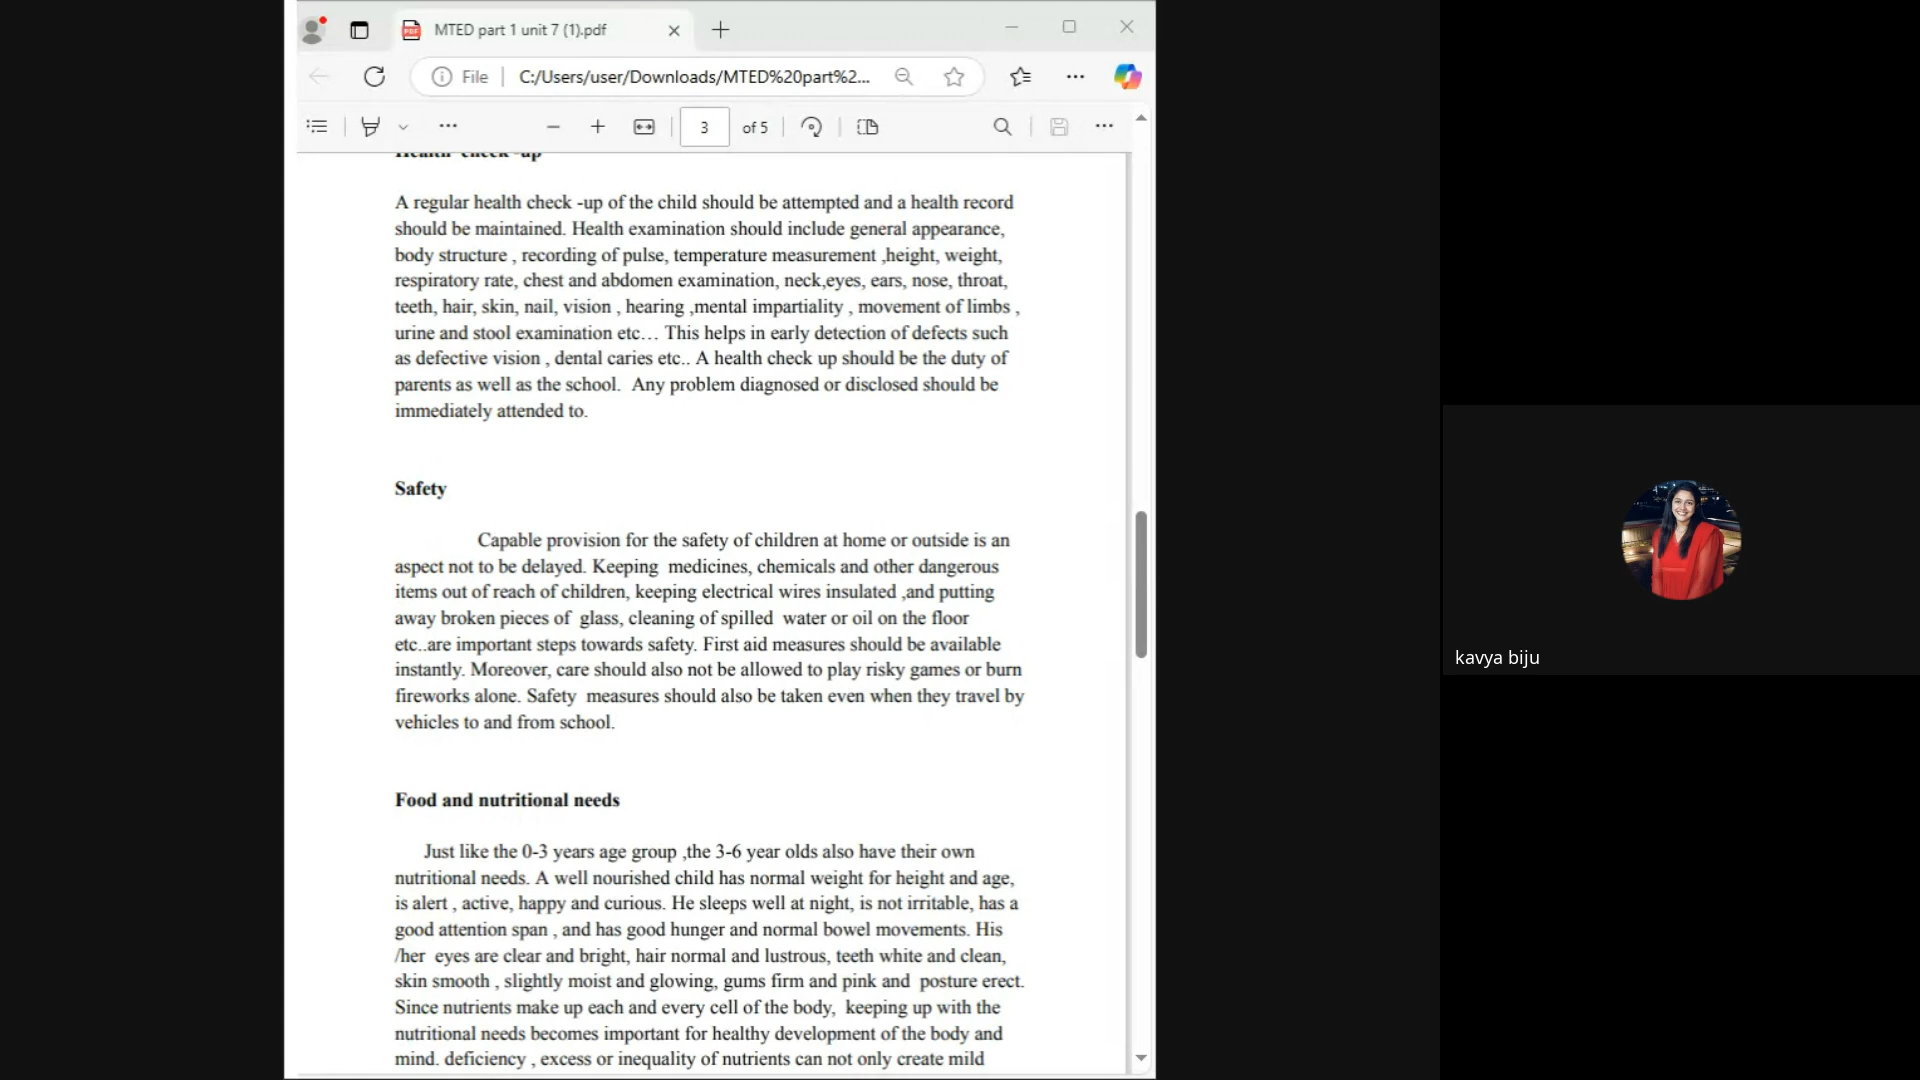 MTED part 1 unit 7 (1).pdf
File
C:/Users/user/Downloads/MTED%20part%2...
3 of 5
Health check -up
A regular health check -up of the child should be attempted and a health record
should be maintained. Health examination should include general appearance,
body structure , recording of pulse, temperature measurement ,height, weight,
respiratory rate, chest and abdomen examination, neck,eyes, ears, nose, throat,
teeth, hair, skin, nail, vision , hearing ,mental impartiality , movement of limbs ,
urine and stool examination etc… This helps in early detection of defects such
as defective vision , dental caries etc.. A health check up should be the duty of
parents as well as the school. Any problem diagnosed or disclosed should be
immediately attended to.
Safety
Capable provision for the safety of children at home or outside is an
aspect not to be delayed. Keeping medicines, chemicals and other dangerous
items out of reach of children, keeping electrical wires insulated ,and putting
away broken pieces of glass, cleaning of spilled water or oil on the floor
etc..are important steps towards safety. First aid measures should be available
instantly. Moreover, care should also not be allowed to play risky games or burn
fireworks alone. Safety measures should also be taken even when they travel by
vehicles to and from school.
Food and nutritional needs
Just like the 0-3 years age group ,the 3-6 year olds also have their own
nutritional needs. A well nourished child has normal weight for height and age,
is alert , active, happy and curious. He sleeps well at night, is not irritable, has a
good attention span , and has good hunger and normal bowel movements. His
/her eyes are clear and bright, hair normal and lustrous, teeth white and clean,
skin smooth , slightly moist and glowing, gums firm and pink and posture erect.
Since nutrients make up each and every cell of the body, keeping up with the
nutritional needs becomes important for healthy development of the body and
mind. deficiency , excess or inequality of nutrients can not only create mild
kavya biju